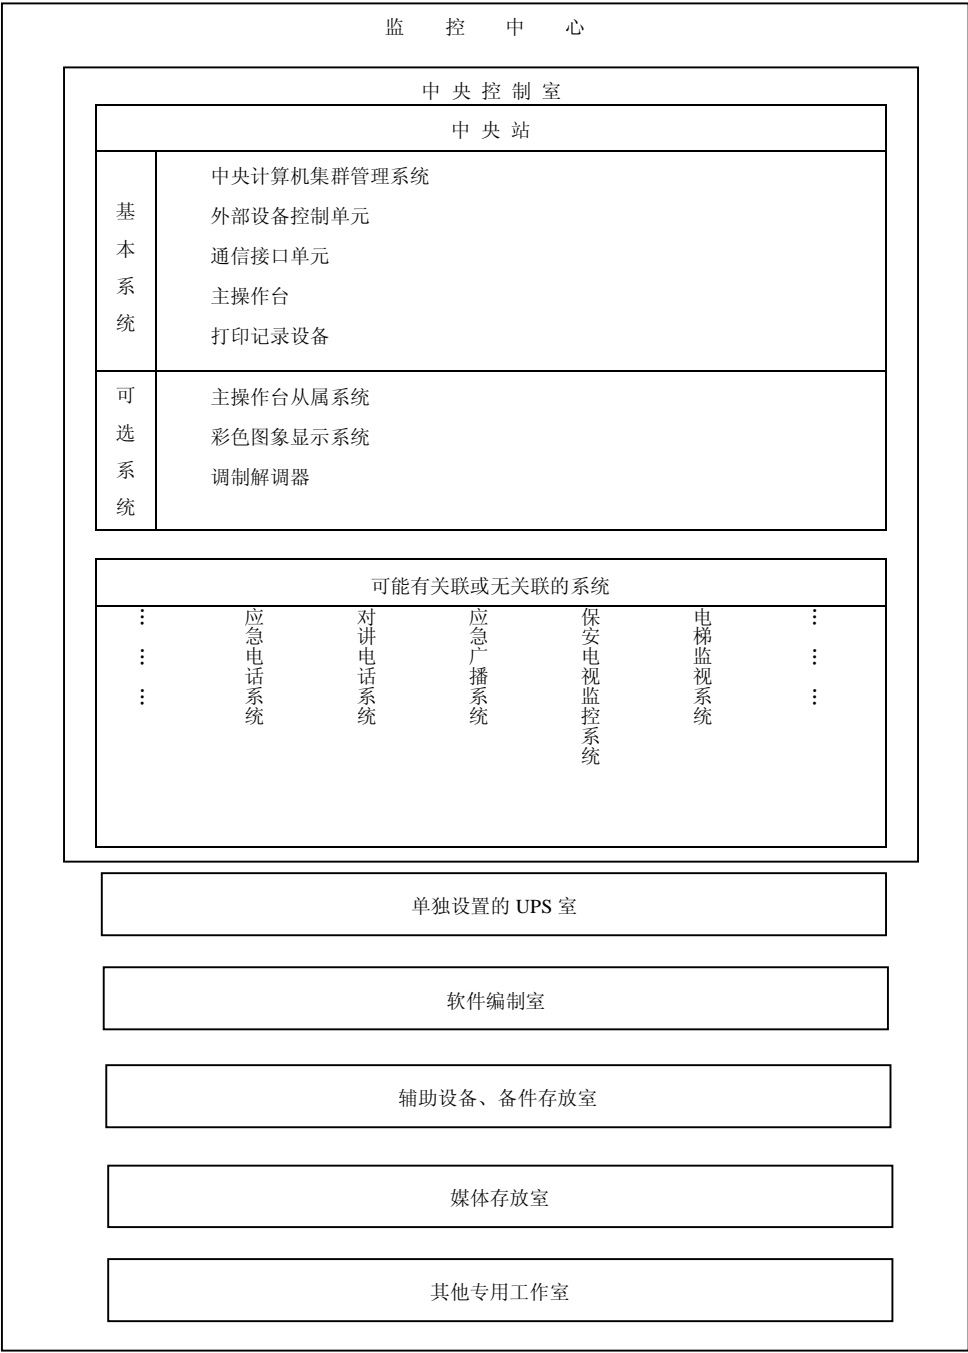 监 控 中 心
中 央 控 制 室
中 央 站
基本系统
中央计算机集群管理系统
外部设备控制单元
通信接口单元
主操作台
打印记录设备
可选系统
主操作台从属系统
彩色图象显示系统
调制解调器
可能有关联或无关联的系统
………
应急电话系统
对讲电话系统
应急广播系统
保安电视监控系统
电梯监视系统
………
单独设置的 UPS 室
软件编制室
辅助设备、备件存放室
媒体存放室
其他专用工作室